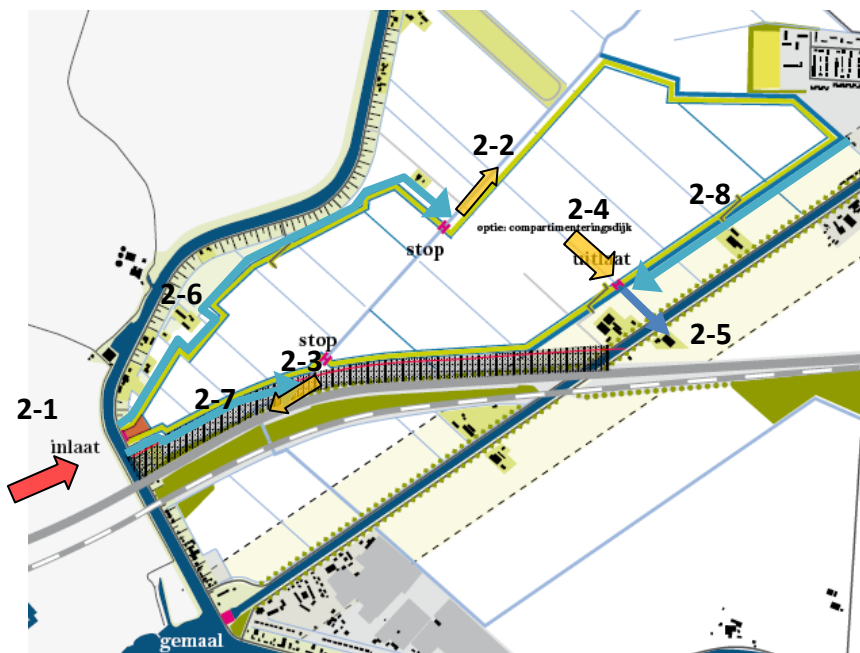 2-2
2-8
2-4
optie: compartimenteringsdijk
stop
uitlaat
2-6
2-5
stop
2-3
2-7
2-1
inlaat
gemaal